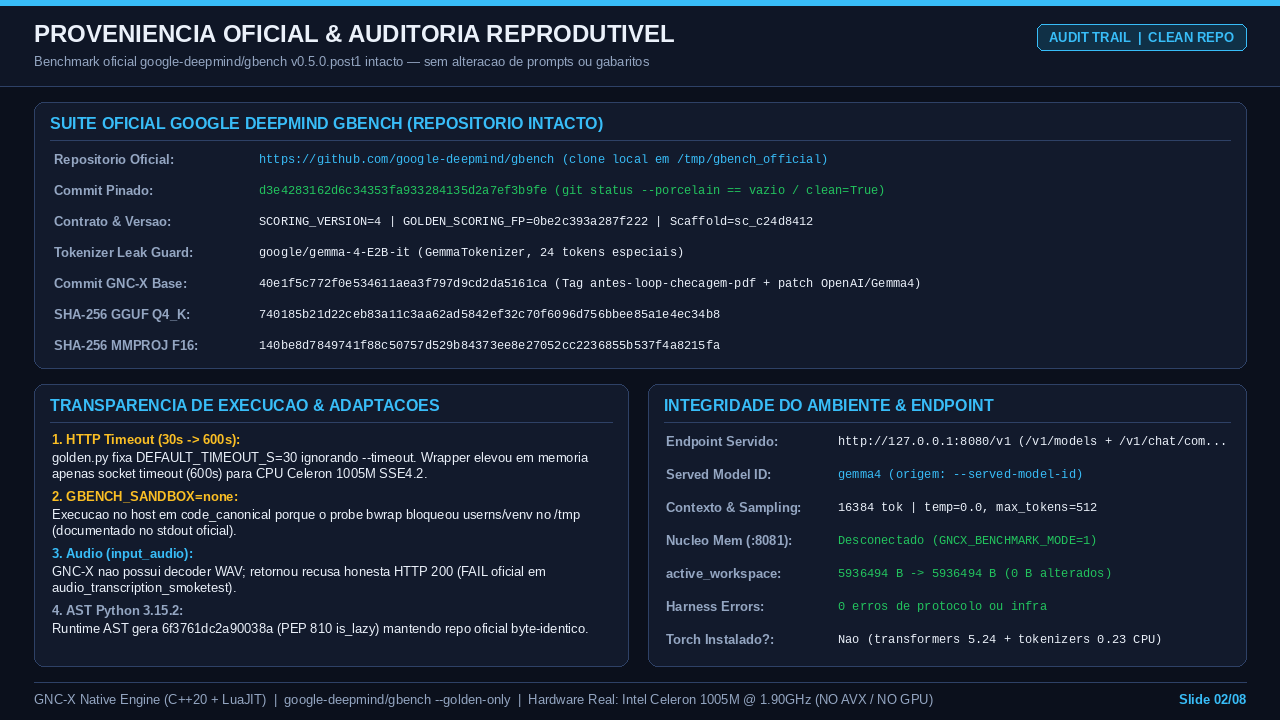 PROVENIENCIA OFICIAL & AUDITORIA REPRODUTIVEL
AUDIT TRAIL | CLEAN REPO
Benchmark oficial google-deepmind/gbench v0.5.0.post1 intacto — sem alteracao de prompts ou gabaritos
SUITE OFICIAL GOOGLE DEEPMIND GBENCH (REPOSITORIO INTACTO)
Repositorio Oficial: https://github.com/google-deepmind/gbench (clone local em /tmp/gbench_official)
Commit Pinado: d3e4283162d6c34353fa933284135d2a7ef3b9fe (git status --porcelain == vazio / clean=True)
Contrato & Versao: SCORING_VERSION=4 | GOLDEN_SCORING_FP=0be2c393a287f222 | Scaffold=sc_c24d8412
Tokenizer Leak Guard: google/gemma-4-E2B-it (GemmaTokenizer, 24 tokens especiais)
Commit GNC-X Base: 40e1f5c772f0e534611aea3f797d9cd2da5161ca (Tag antes-loop-checagem-pdf + patch OpenAI/Gemma4)
SHA-256 GGUF Q4_K: 740185b21d22ceb83a11c3aa62ad5842ef32c70f6096d756bbee85a1e4ec34b8
SHA-256 MMPROJ F16: 140be8d7849741f88c50757d529b84373ee8e27052cc2236855b537f4a8215fa
TRANSPARENCIA DE EXECUCAO & ADAPTACOES
1. HTTP Timeout (30s -> 600s):
golden.py fixa DEFAULT_TIMEOUT_S=30 ignorando --timeout. Wrapper elevou em memoria
apenas socket timeout (600s) para CPU Celeron 1005M SSE4.2.
2. GBENCH_SANDBOX=none:
Execucao no host em code_canonical porque o probe bwrap bloqueou userns/venv no /tmp
(documentado no stdout oficial).
3. Audio (input_audio):
GNC-X nao possui decoder WAV; retornou recusa honesta HTTP 200 (FAIL oficial em
audio_transcription_smoketest).
4. AST Python 3.15.2:
Runtime AST gera 6f3761dc2a90038a (PEP 810 is_lazy) mantendo repo oficial byte-identico.
INTEGRIDADE DO AMBIENTE & ENDPOINT
Endpoint Servido: http://127.0.0.1:8080/v1 (/v1/models + /v1/chat/com...
Served Model ID: gemma4 (origem: --served-model-id)
Contexto & Sampling: 16384 tok | temp=0.0, max_tokens=512
Nucleo Mem (:8081): Desconectado (GNCX_BENCHMARK_MODE=1)
active_workspace: 5936494 B -> 5936494 B (0 B alterados)
Harness Errors: 0 erros de protocolo ou infra
Torch Instalado?: Nao (transformers 5.24 + tokenizers 0.23 CPU)
GNC-X Native Engine (C++20 + LuaJIT) | google-deepmind/gbench --golden-only | Hardware Real: Intel Celeron 1005M @ 1.90GHz (NO AVX / NO GPU)
Slide 02/08